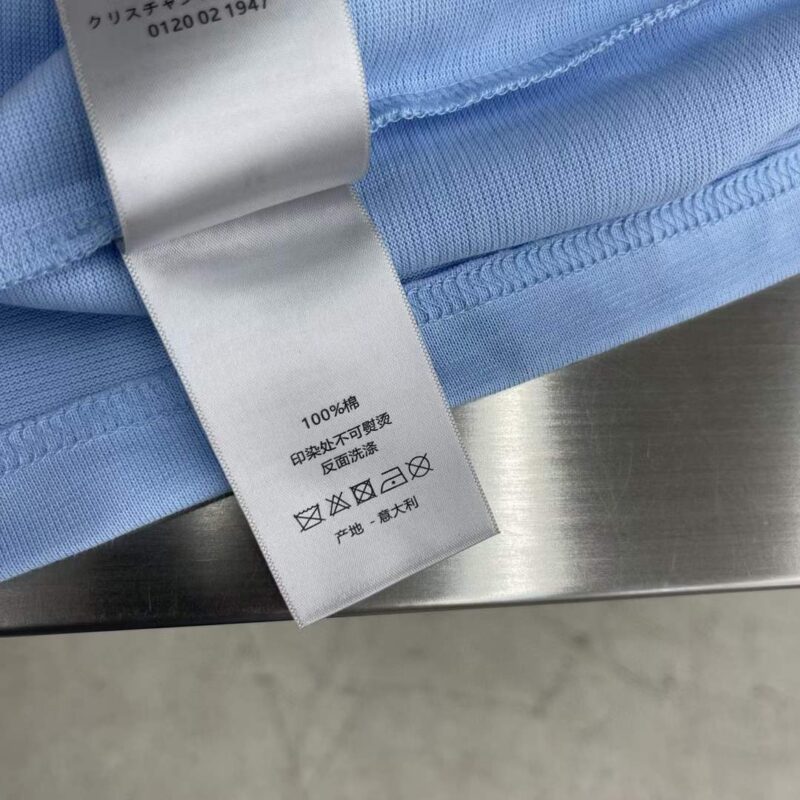 クリスチャン
0120 02 1947
100%棉
印染处不可熨烫
反面洗涤
产地 - 意大利